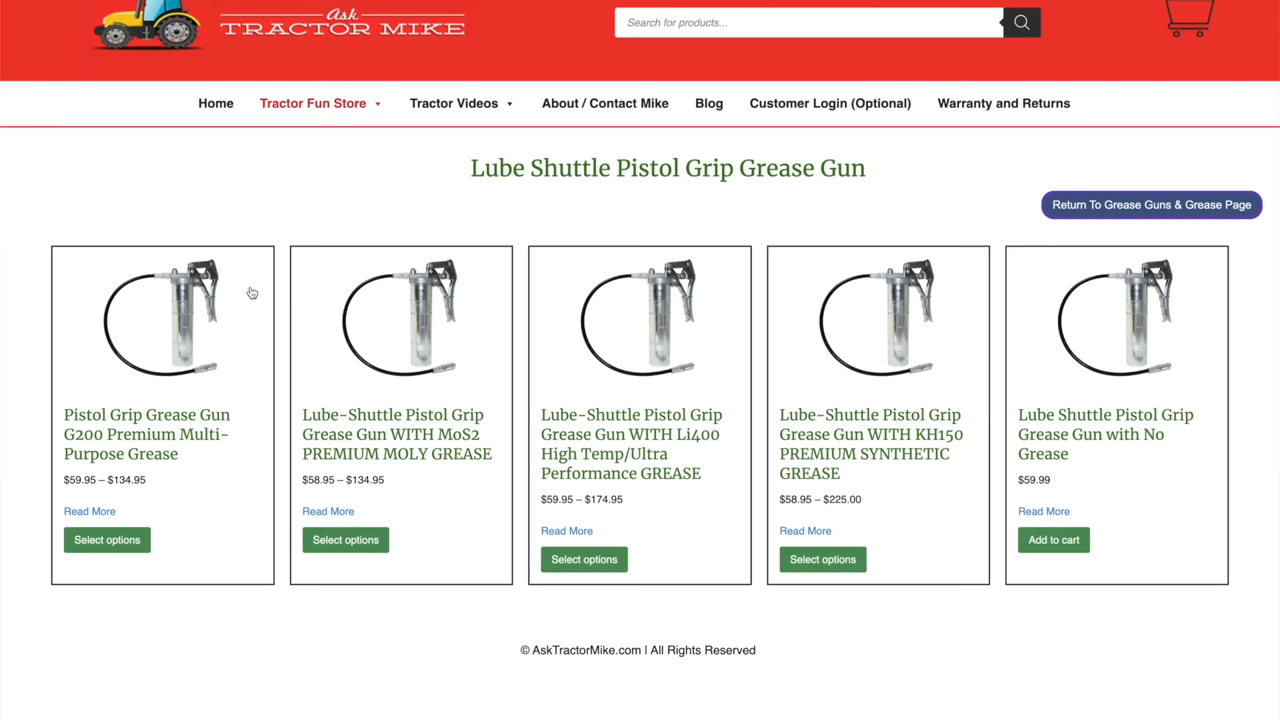 Ask
TRACTOR MIKE
Search for products...
Home
Tractor Fun Store
Tractor Videos
About / Contact Mike
Blog
Customer Login (Optional)
Warranty and Returns
Lube Shuttle Pistol Grip Grease Gun
Return To Grease Guns & Grease Page
Pistol Grip Grease Gun
G200 Premium Multi-
Purpose Grease
$59.95 – $134.95
Read More
Select options
Lube-Shuttle Pistol Grip
Grease Gun WITH MoS2
PREMIUM MOLY GREASE
$58.95 – $134.95
Read More
Select options
Lube-Shuttle Pistol Grip
Grease Gun WITH Li400
High Temp/Ultra
Performance GREASE
$59.95 – $174.95
Read More
Select options
Lube-Shuttle Pistol Grip
Grease Gun WITH KH150
PREMIUM SYNTHETIC
GREASE
$58.95 – $225.00
Read More
Select options
Lube Shuttle Pistol Grip
Grease Gun with No
Grease
$59.99
Read More
Add to cart
© AskTractorMike.com | All Rights Reserved